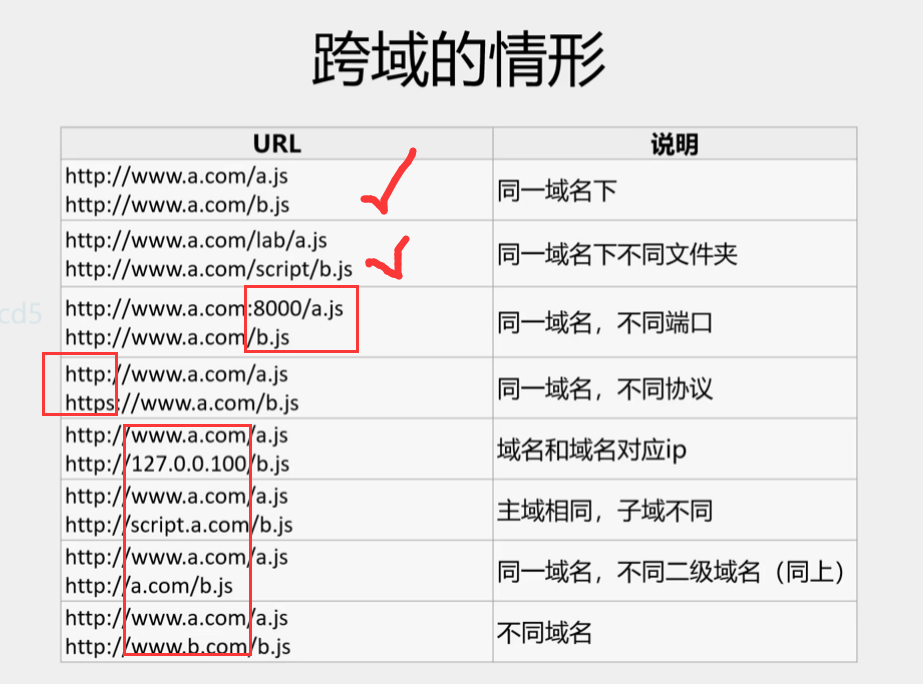 跨域的情形
URL
说明
http://www.a.com/a.js
http://www.a.com/b.js
同一域名下
http://www.a.com/lab/a.js
http://www.a.com/script/b.js
同一域名下不同文件夹
http://www.a.com:8000/a.js
http://www.a.com/b.js
同一域名，不同端口
http://www.a.com/a.js
https://www.a.com/b.js
同一域名，不同协议
http://www.a.com/a.js
http://127.0.0.100/b.js
域名和域名对应ip
http://www.a.com/a.js
http://script.a.com/b.js
主域相同，子域不同
http://www.a.com/a.js
http://a.com/b.js
同一域名，不同二级域名（同上）
http://www.a.com/a.js
http://www.b.com/b.js
不同域名
cd5